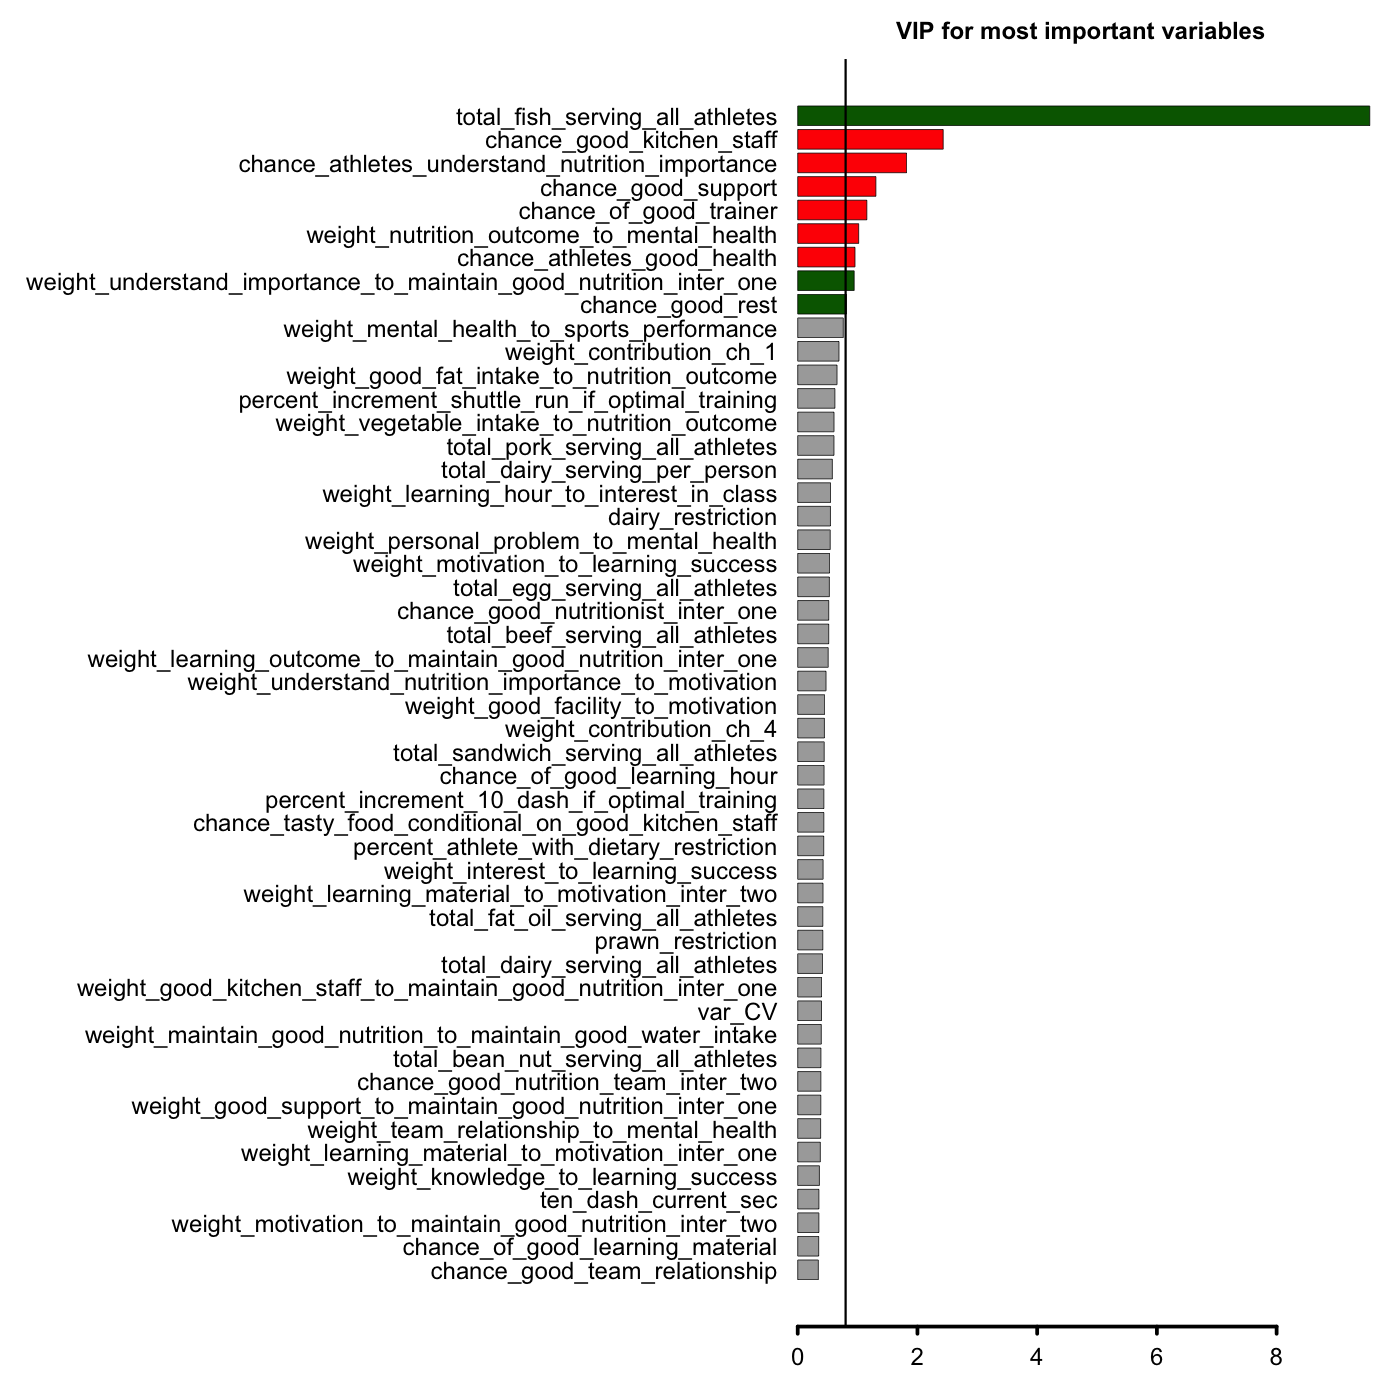 VIP for most important variables
total_fish_serving_all_athletes
chance_good_kitchen_staff
chance_athletes_understand_nutrition_importance
chance_good_support
chance_of_good_trainer
weight_nutrition_outcome_to_mental_health
chance_athletes_good_health
weight_understand_importance_to_maintain_good_nutrition_inter_one
chance_good_rest
weight_mental_health_to_sports_performance
weight_contribution_ch_1
weight_good_fat_intake_to_nutrition_outcome
percent_increment_shuttle_run_if_optimal_training
weight_vegetable_intake_to_nutrition_outcome
total_pork_serving_all_athletes
total_dairy_serving_per_person
weight_learning_hour_to_interest_in_class
dairy_restriction
weight_personal_problem_to_mental_health
weight_motivation_to_learning_success
total_egg_serving_all_athletes
chance_good_nutritionist_inter_one
total_beef_serving_all_athletes
weight_learning_outcome_to_maintain_good_nutrition_inter_one
weight_understand_nutrition_importance_to_motivation
weight_good_facility_to_motivation
weight_contribution_ch_4
total_sandwich_serving_all_athletes
chance_of_good_learning_hour
percent_increment_10_dash_if_optimal_training
chance_tasty_food_conditional_on_good_kitchen_staff
percent_athlete_with_dietary_restriction
weight_interest_to_learning_success
weight_learning_material_to_motivation_inter_two
total_fat_oil_serving_all_athletes
prawn_restriction
total_dairy_serving_all_athletes
weight_good_kitchen_staff_to_maintain_good_nutrition_inter_one
var_CV
weight_maintain_good_nutrition_to_maintain_good_water_intake
total_bean_nut_serving_all_athletes
chance_good_nutrition_team_inter_two
weight_good_support_to_maintain_good_nutrition_inter_one
weight_team_relationship_to_mental_health
weight_learning_material_to_motivation_inter_one
weight_knowledge_to_learning_success
ten_dash_current_sec
weight_motivation_to_maintain_good_nutrition_inter_two
chance_of_good_learning_material
chance_good_team_relationship
0 2 4 6 8